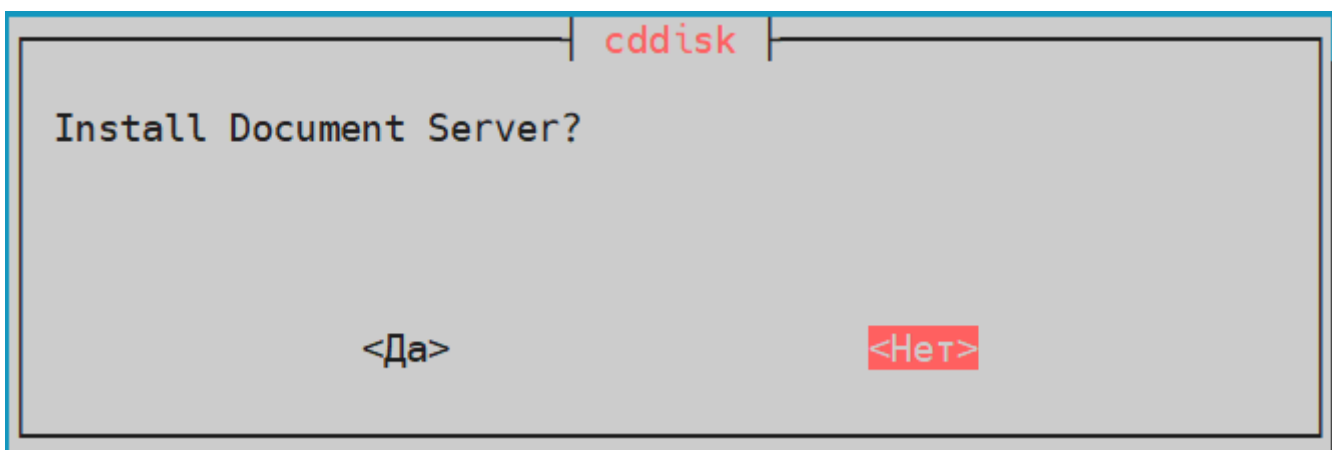 cddisk
Install Document Server?
<Да> <Нет>